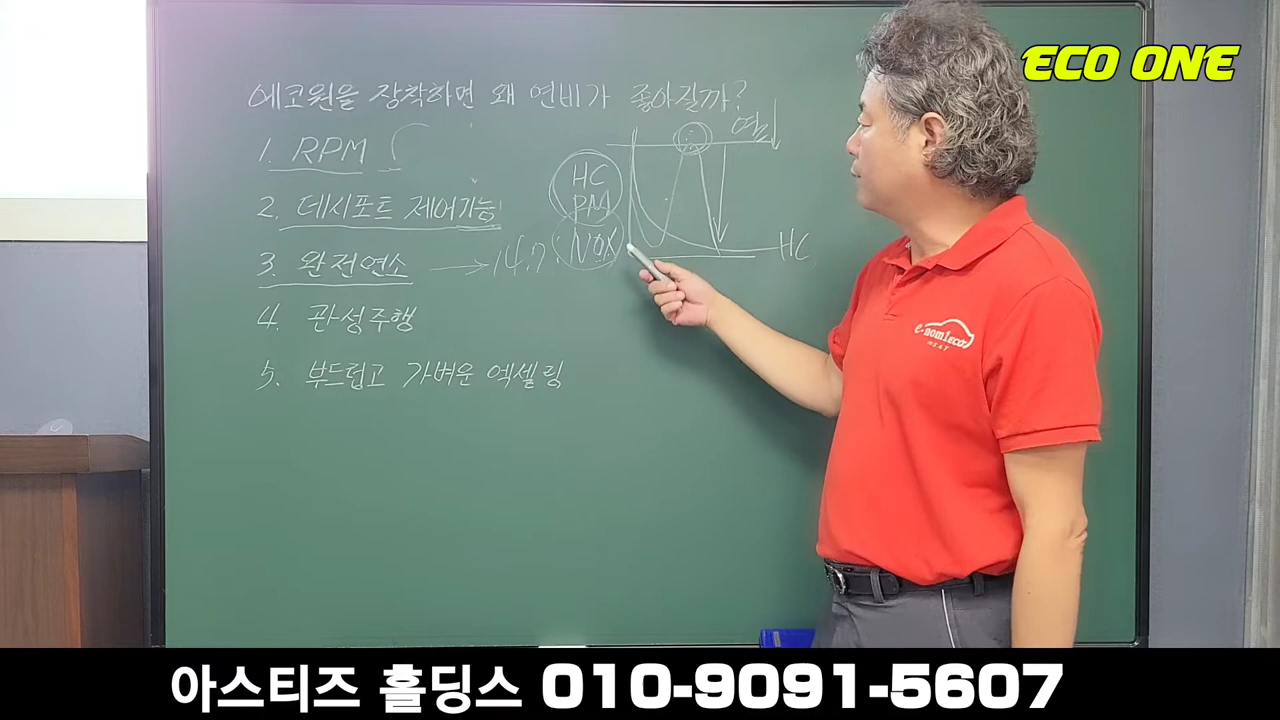 ECO ONE
에코원을 장착하면 왜 연비가 좋아질까?
1. RPM
2. 데시포트 제어기능
3. 완전연소 → 14.7:
4. 관성주행
5. 부드럽고 가벼운 엑셀링
HC
PM
NOX
HC
e-nom1eco
아스티즈 홀딩스 010-9091-5607